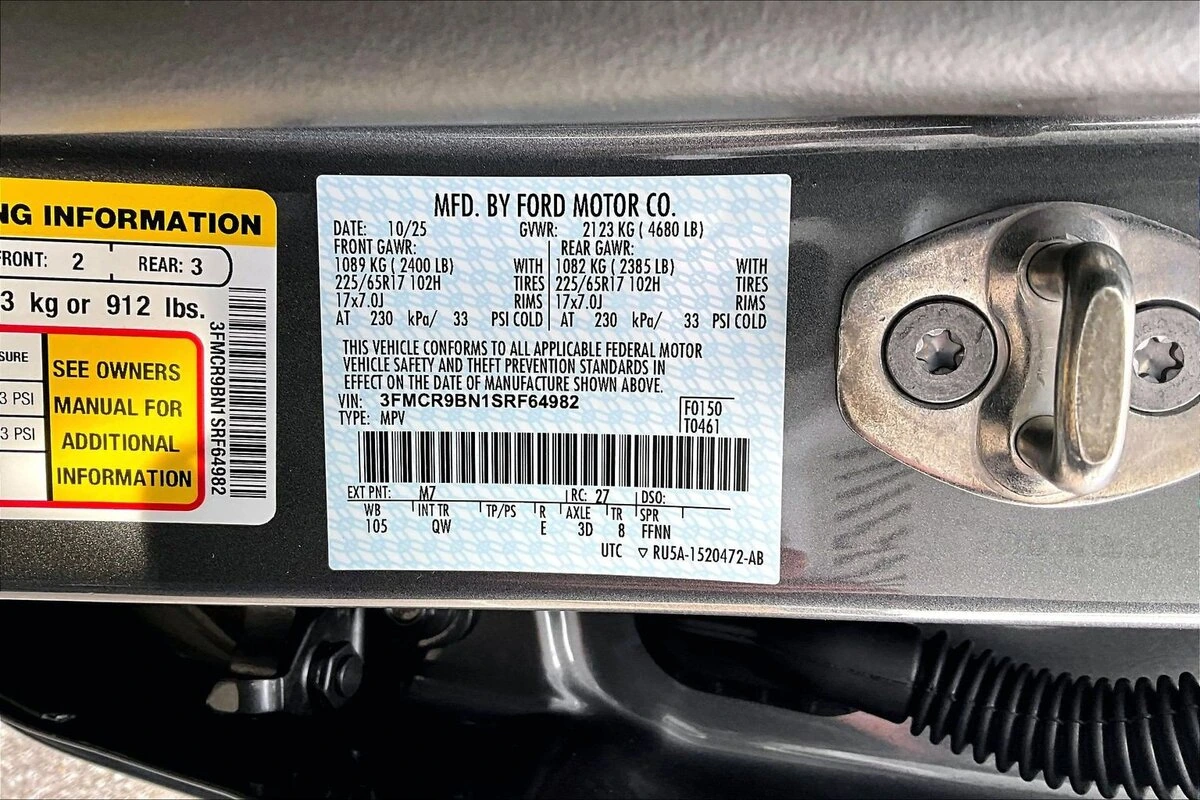 NG INFORMATION
FRONT: 2 REAR: 3
3 kg or 912 lbs.
SURE
3 PSI
3 PSI
SEE OWNERS
MANUAL FOR
ADDITIONAL
INFORMATION
3FMCR9BN1SRF64982
MFD. BY FORD MOTOR CO.
DATE: 10/25 GVWR: 2123 KG ( 4680 LB)
FRONT GAWR: REAR GAWR:
1089 KG ( 2400 LB) WITH 1082 KG ( 2385 LB) WITH
225/65R17 102H TIRES 225/65R17 102H TIRES
17x7.0J RIMS 17x7.0J RIMS
AT 230 kPa/ 33 PSI COLD AT 230 kPa/ 33 PSI COLD
THIS VEHICLE CONFORMS TO ALL APPLICABLE FEDERAL MOTOR
VEHICLE SAFETY AND THEFT PREVENTION STANDARDS IN
EFFECT ON THE DATE OF MANUFACTURE SHOWN ABOVE.
VIN: 3FMCR9BN1SRF64982 F0150
TYPE: MPV T0461
EXT PNT: M7 RC: 27 DSO:
WB INT TR TP/PS R AXLE TR SPR
105 QW E 3D 8 FFNN
UTC ▽ RU5A-1520472-AB